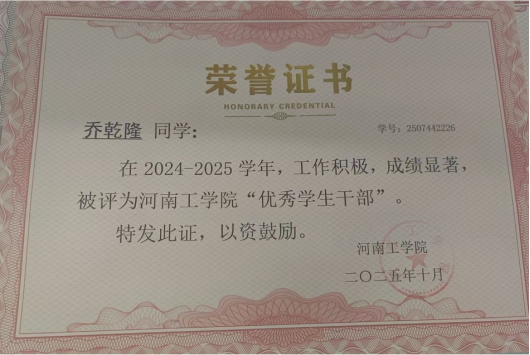 荣誉证书
HONORARY CREDENTIAL
乔乾隆 同学：
学号：2507442226
在 2024-2025 学年，工作积极，成绩显著，
被评为河南工学院“优秀学生干部”。
特发此证，以资鼓励。
河南工学院
二〇二五年十月